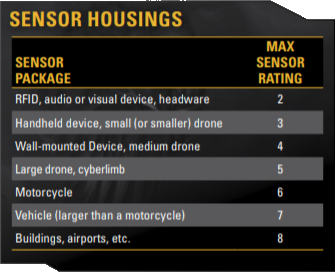 SENSOR HOUSINGS
SENSOR PACKAGE MAX SENSOR RATING
RFID, audio or visual device, headware 2
Handheld device, small (or smaller) drone 3
Wall-mounted Device, medium drone 4
Large drone, cyberlimb 5
Motorcycle 6
Vehicle (larger than a motorcycle) 7
Buildings, airports, etc. 8